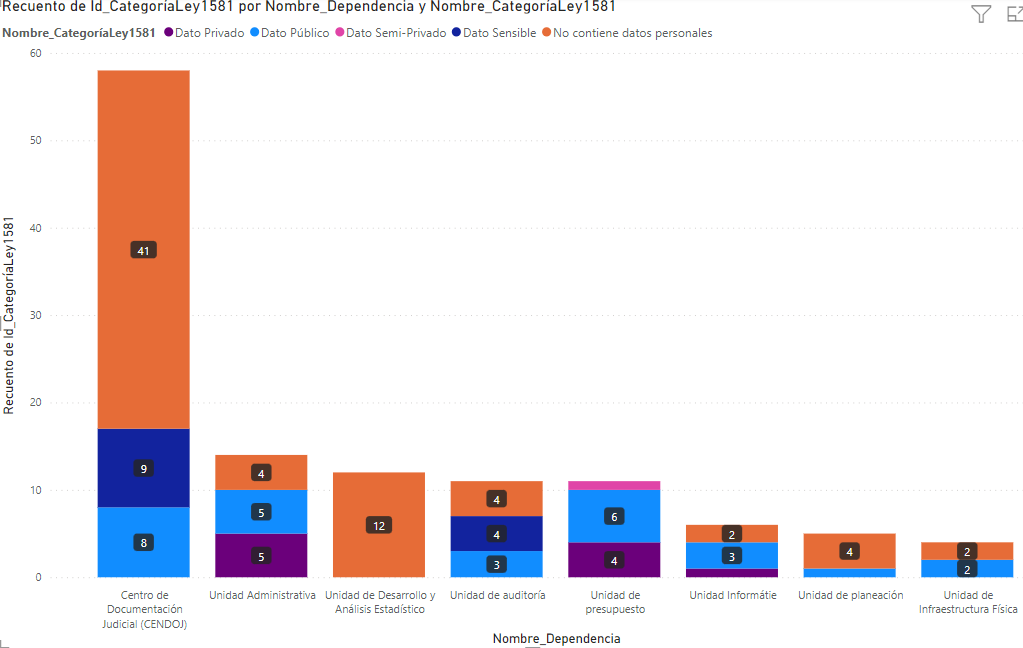 Recuento de Id_CategoríaLey1581 por Nombre_Dependencia y Nombre_CategoríaLey1581
Nombre_CategoríaLey1581 Dato Privado Dato Público Dato Semi-Privado Dato Sensible No contiene datos personales
60
50
40
30
20
10
0
Recuento de Id_CategoríaLey1581
41
9
8
4
5
5
12
4
4
3
6
4
2
3
4
2
2
Centro de
Documentación
Judicial (CENDOJ)
Unidad Administrativa
Unidad de Desarrollo y
Análisis Estadístico
Unidad de auditoría
Unidad de
presupuesto
Unidad Informátie
Unidad de planeación
Unidad de
Infraestructura Física
Nombre_Dependencia